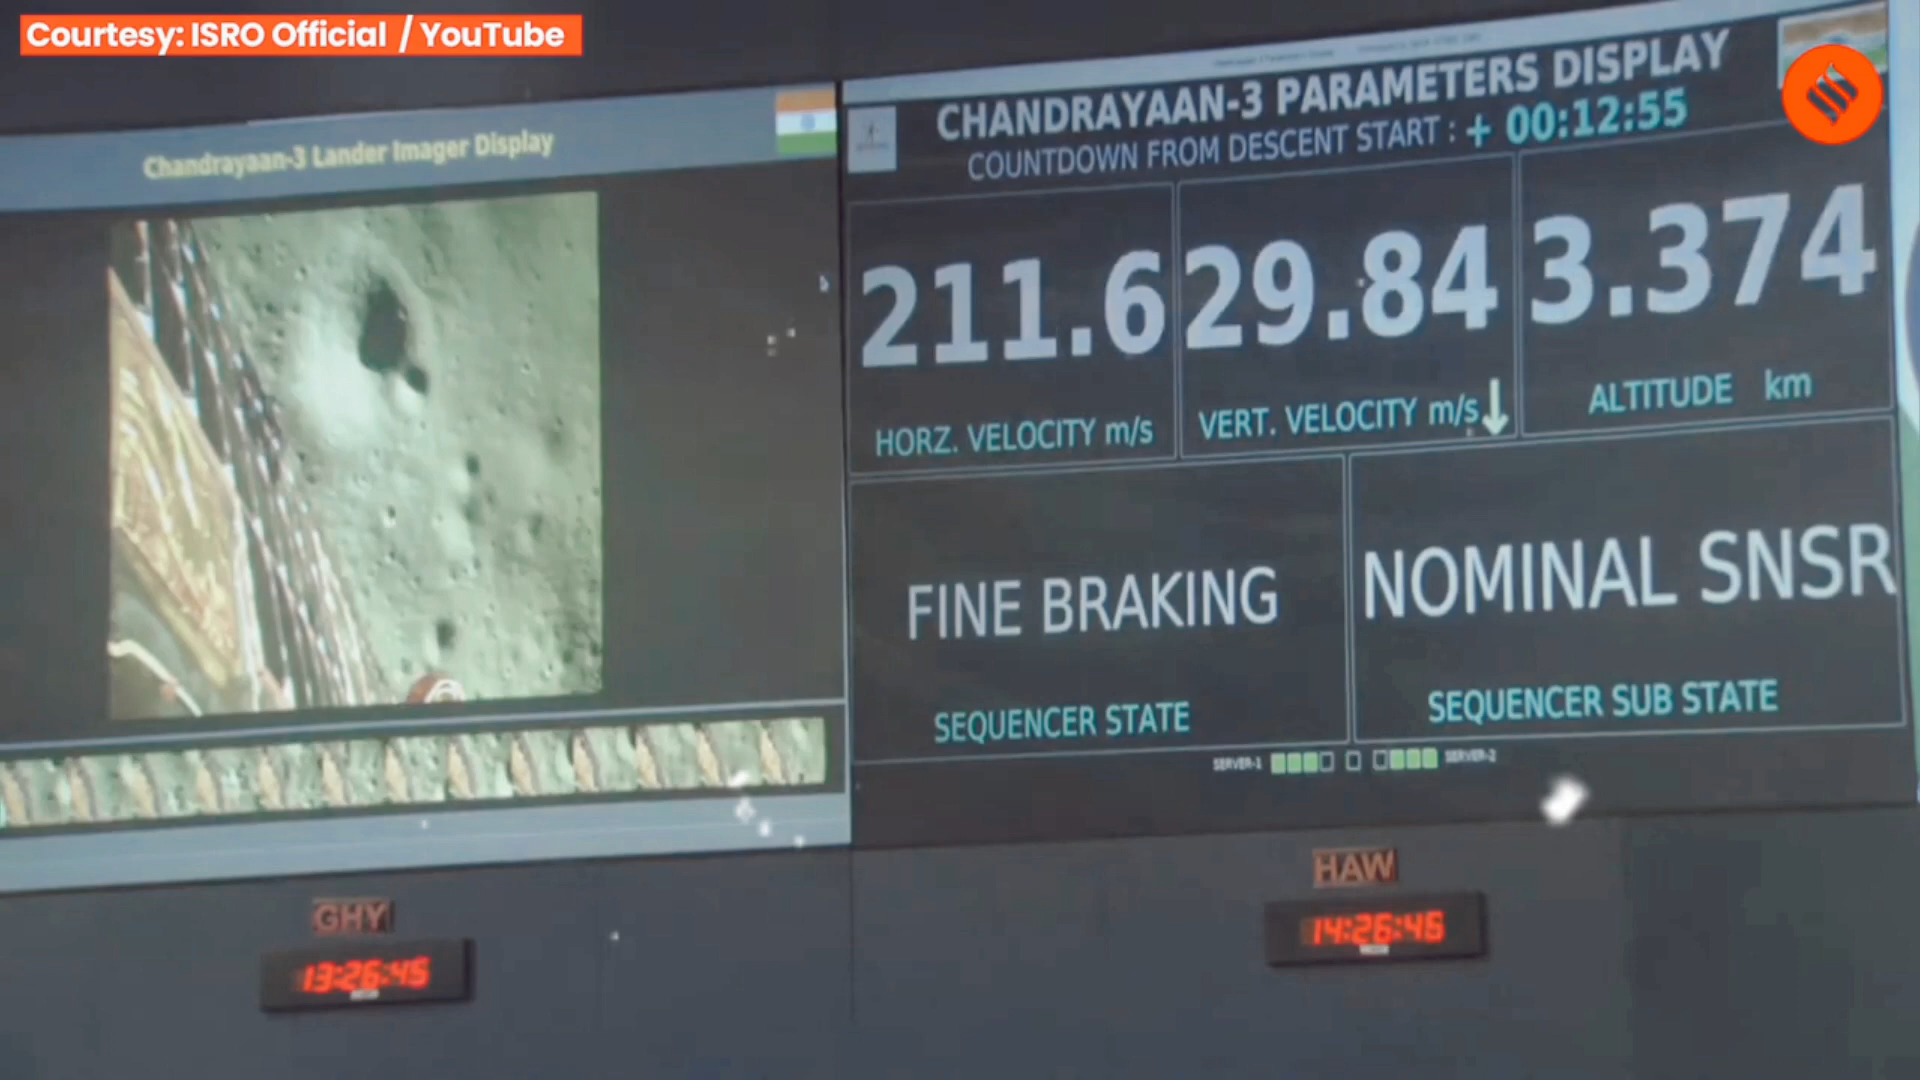 Courtesy: ISRO Official / YouTube
Chandrayaan-3 Lander Imager Display
CHANDRAYAAN-3 PARAMETERS DISPLAY
COUNTDOWN FROM DESCENT START : + 00:12:55
211.6 29.84 3.374
HORZ. VELOCITY m/s VERT. VELOCITY m/s↓ ALTITUDE km
FINE BRAKING NOMINAL SNSR
SEQUENCER STATE SEQUENCER SUB STATE
SERVER-1 SERVER-2
GHY
13:26:45
HAW
14:26:46